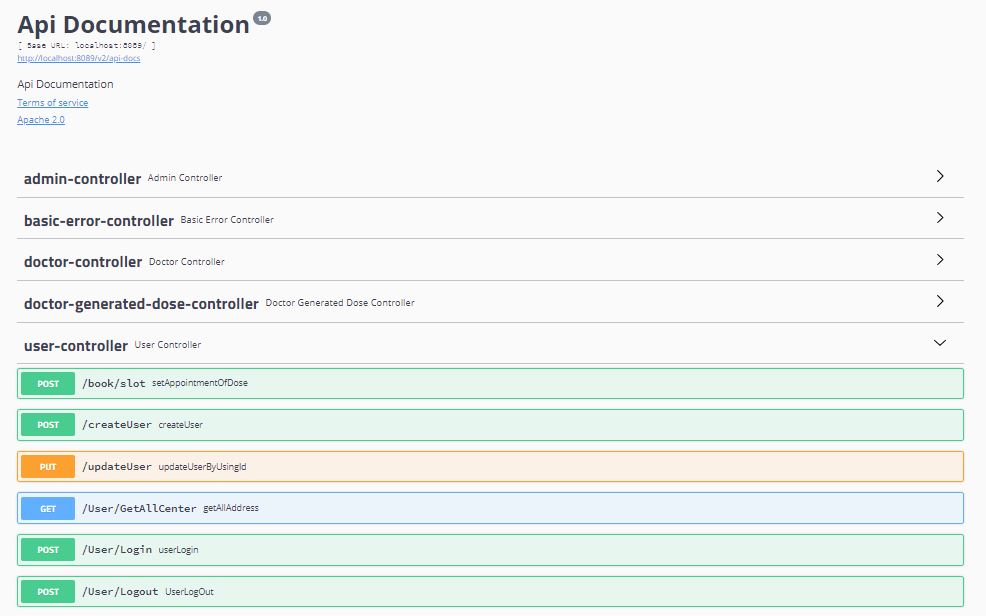 Api Documentation 1.0
[ Base URL: localhost:8089/ ]
http://localhost:8089/v2/api-docs
Api Documentation
Terms of service
Apache 2.0
admin-controller Admin Controller
basic-error-controller Basic Error Controller
doctor-controller Doctor Controller
doctor-generated-dose-controller Doctor Generated Dose Controller
user-controller User Controller
POST /book/slot setAppointmentOfDose
POST /createUser createUser
PUT /updateUser updateUserByUsingId
GET /User/GetAllCenter getAllAddress
POST /User/Login userLogin
POST /User/Logout UserLogOut